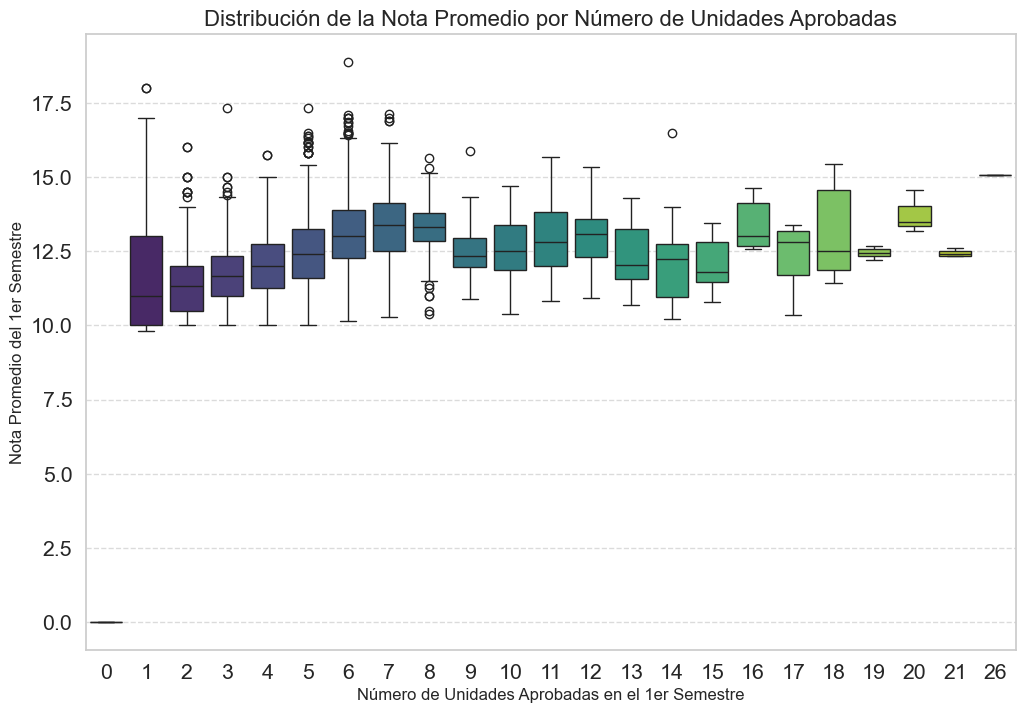 Distribución de la Nota Promedio por Número de Unidades Aprobadas
Nota Promedio del 1er Semestre
17.5
15.0
12.5
10.0
7.5
5.0
2.5
0.0
0 1 2 3 4 5 6 7 8 9 10 11 12 13 14 15 16 17 18 19 20 21 26
Número de Unidades Aprobadas en el 1er Semestre